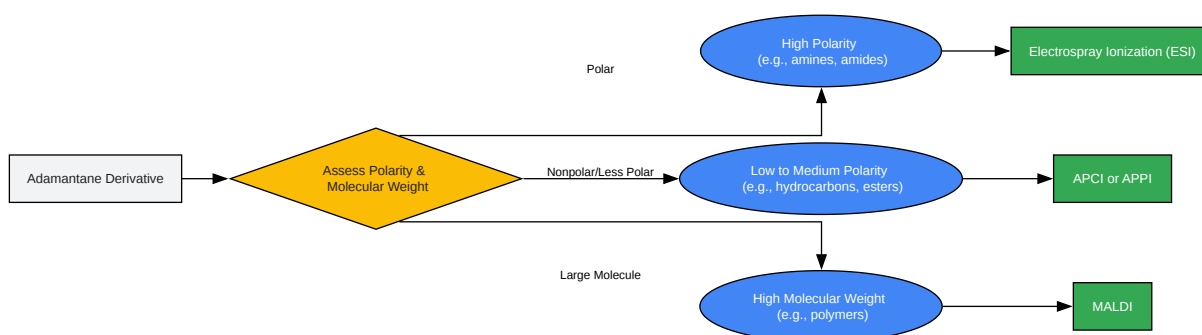 High Polarity
(e.g., amines, amides)
Electrospray Ionization (ESI)
Polar
Adamantane Derivative
Assess Polarity &
Molecular Weight
Nonpolar/Less Polar
Low to Medium Polarity
(e.g., hydrocarbons, esters)
APCI or APPI
Large Molecule
High Molecular Weight
(e.g., polymers)
MALDI